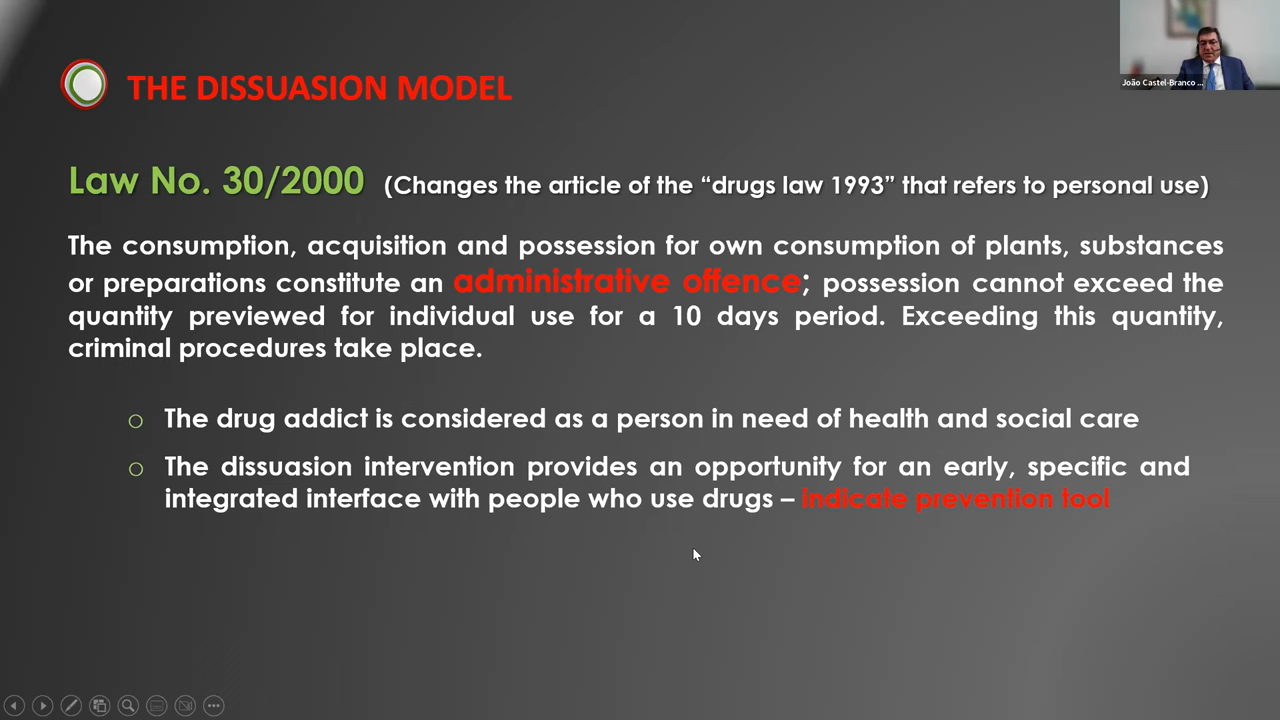 João Castel-Branco ...
THE DISSUASION MODEL
Law No. 30/2000 (Changes the article of the “drugs law 1993” that refers to personal use)
The consumption, acquisition and possession for own consumption of plants, substances
or preparations constitute an administrative offence; possession cannot exceed the
quantity previewed for individual use for a 10 days period. Exceeding this quantity,
criminal procedures take place.
o The drug addict is considered as a person in need of health and social care
o The dissuasion intervention provides an opportunity for an early, specific and
integrated interface with people who use drugs – indicate prevention tool